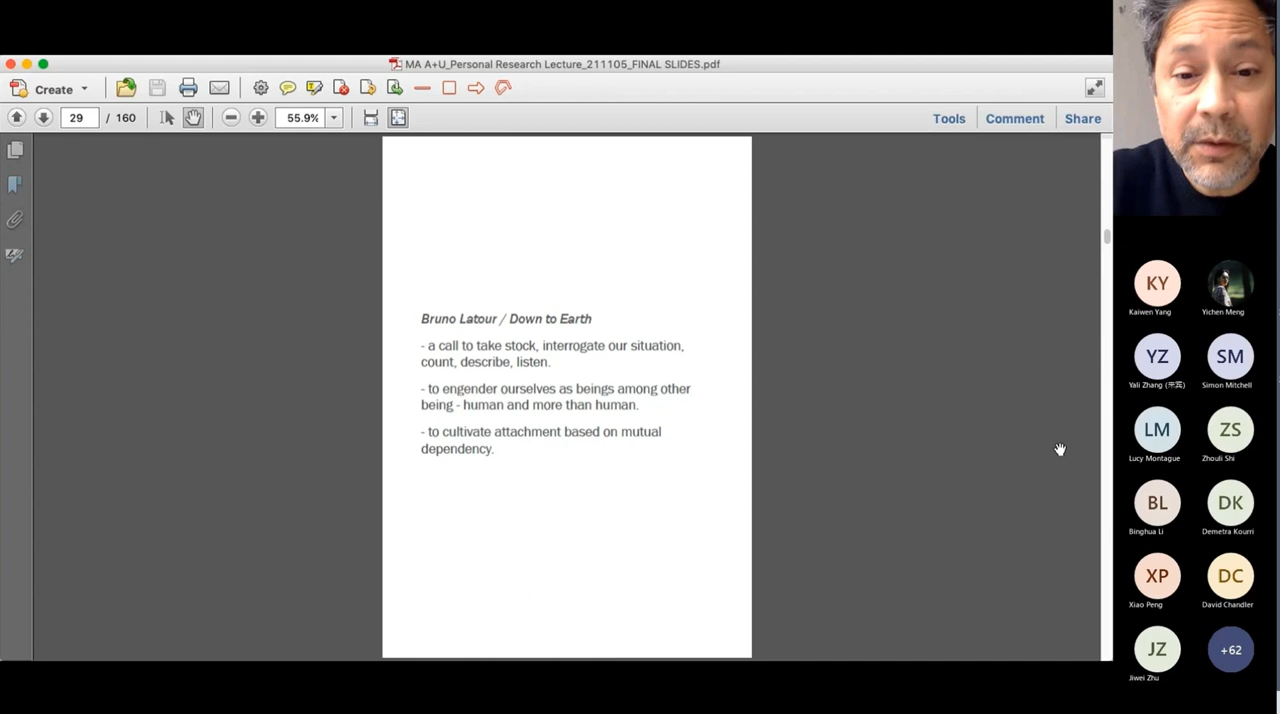 MA A+U_Personal Research Lecture_211105_FINAL SLIDES.pdf
Create
29 / 160
55.9%
Tools
Comment
Share
Bruno Latour / Down to Earth
- a call to take stock, interrogate our situation,
count, describe, listen.
- to engender ourselves as beings among other
being - human and more than human.
- to cultivate attachment based on mutual
dependency.
KY
Kaiwen Yang
Yichen Meng
YZ
Yali Zhang
SM
Simon Mitchell
LM
Lucy Montague
ZS
Zhouli Shi
BL
Binghua Li
DK
Demetra Kourri
XP
Xiao Peng
DC
David Chandler
JZ
Jiwei Zhu
+62